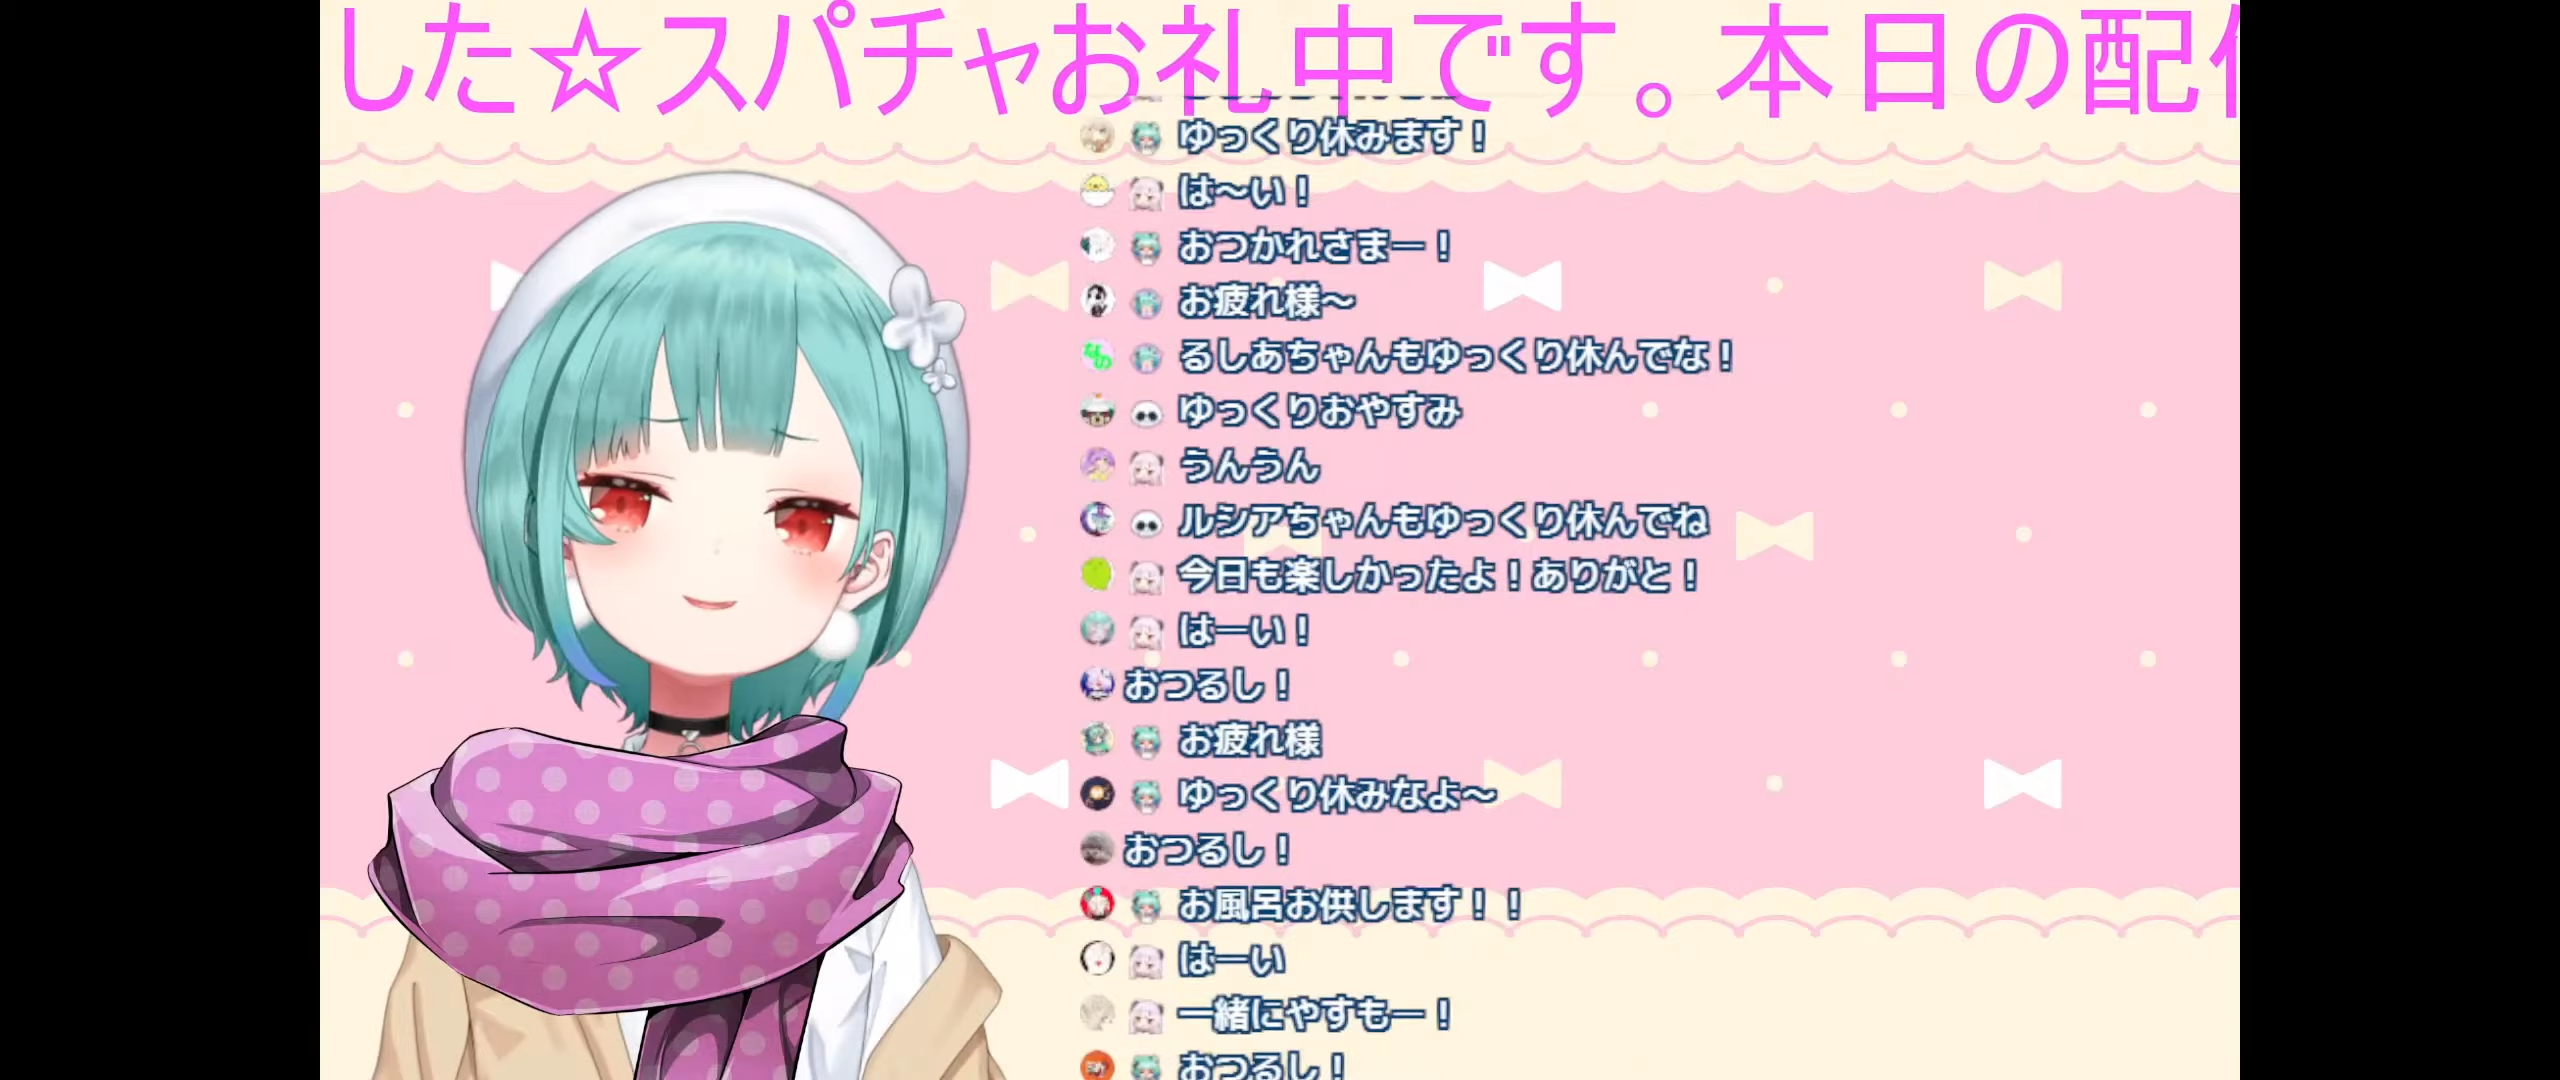 した☆スパチャお礼中です。本日の配
ゆっくり休みます！
は～い！
おつかれさまー！
お疲れ様～
るしあちゃんもゆっくり休んでな！
ゆっくりおやすみ
うんうん
ルシアちゃんもゆっくり休んでね
今日も楽しかったよ！ありがと！
はーい！
おつるし！
お疲れ様
ゆっくり休みなよ～
おつるし！
お風呂お供します！！
はーい
一緒にやすもー！
おつるし！